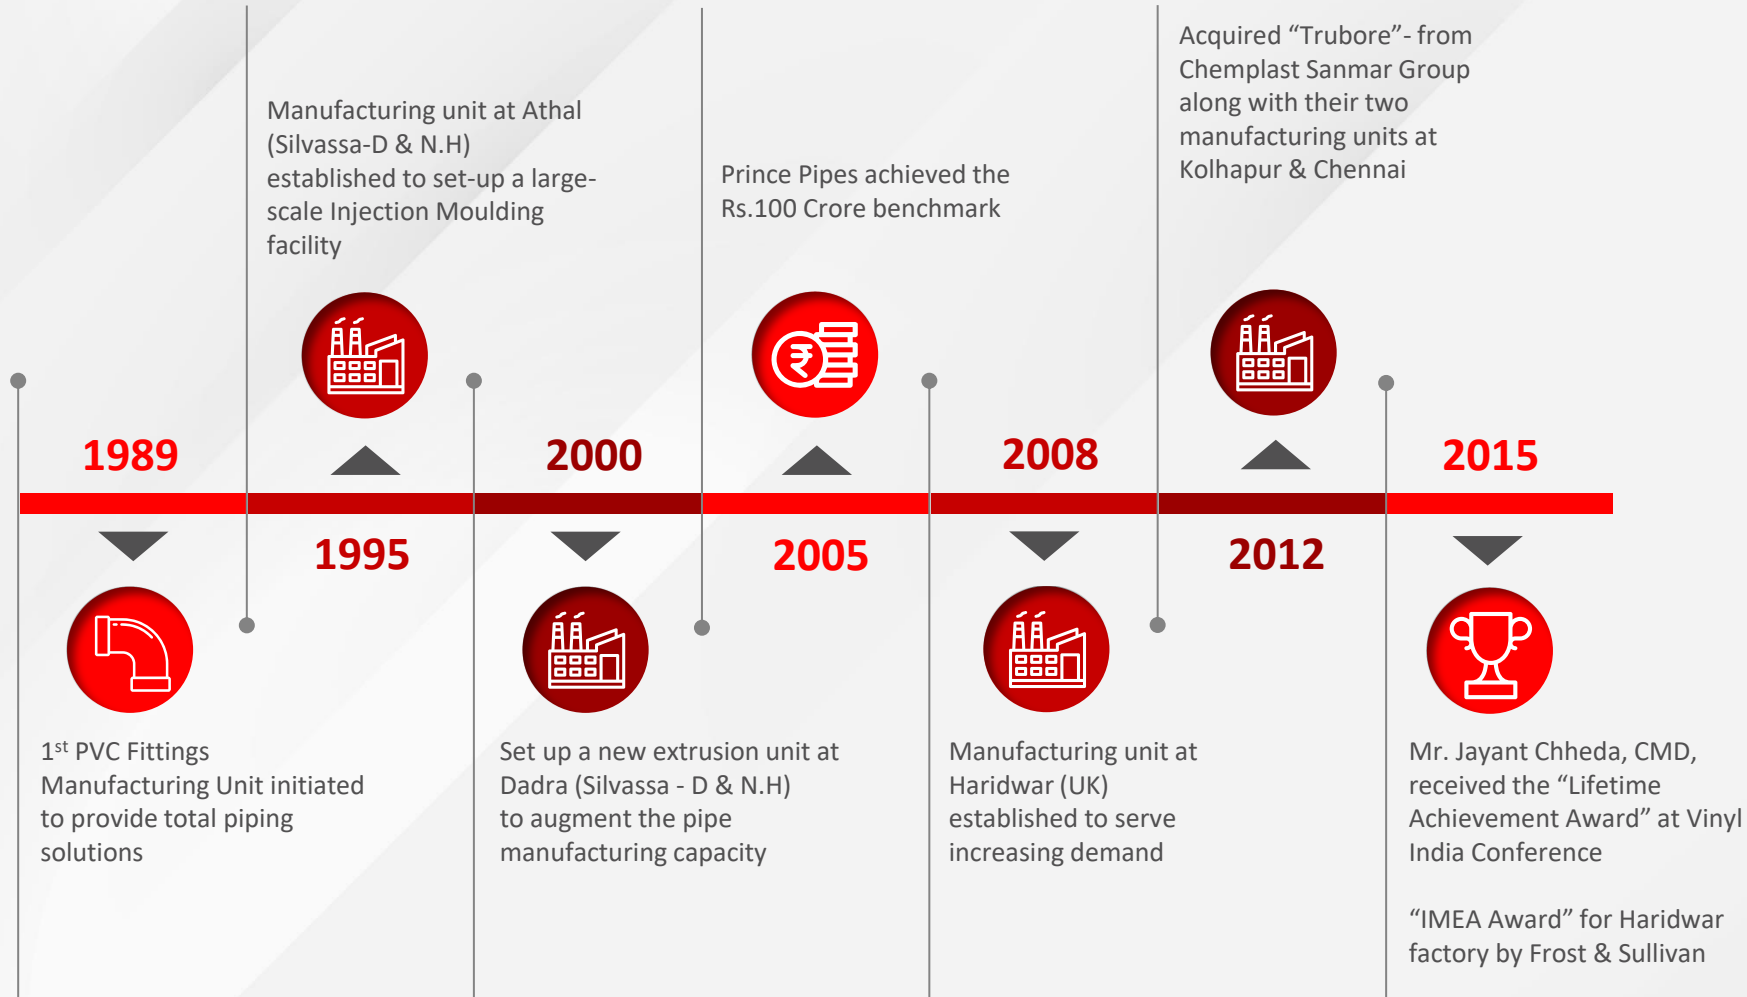 1989
1st PVC Fittings
Manufacturing Unit initiated
to provide total piping
solutions
Manufacturing unit at Athal
(Silvassa-D & N.H)
established to set-up a large-
scale Injection Moulding
facility
1995
2000
Set up a new extrusion unit at
Dadra (Silvassa - D & N.H)
to augment the pipe
manufacturing capacity
Prince Pipes achieved the
Rs.100 Crore benchmark
₹
2005
2008
Manufacturing unit at
Haridwar (UK)
established to serve
increasing demand
Acquired “Trubore”- from
Chemplast Sanmar Group
along with their two
manufacturing units at
Kolhapur & Chennai
2012
2015
Mr. Jayant Chheda, CMD,
received the “Lifetime
Achievement Award” at Vinyl
India Conference
“IMEA Award” for Haridwar
factory by Frost & Sullivan